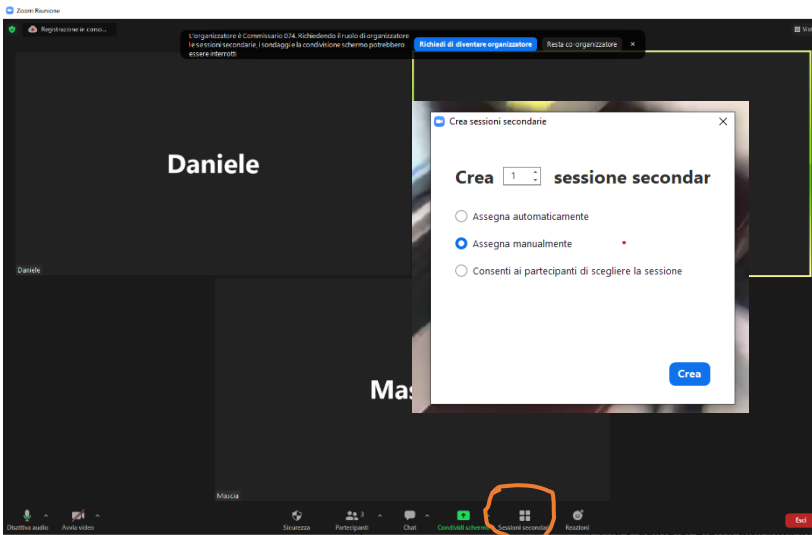 Zoom Riunione
Registrazione in corso...
L'organizzatore è Commissario 074. Richiedendo il ruolo di organizzatore
le sessioni secondarie, i sondaggi e la condivisione schermo potrebbero
essere interrotti
Richiedi di diventare organizzatore
Resta co-organizzatore
Daniele
Daniele
Crea sessioni secondarie
Crea 1 sessione secondar
Assegna automaticamente
Assegna manualmente
Consenti ai partecipanti di scegliere la sessione
Crea
Mascia
Disattiva audio
Avvia video
Sicurezza
3
Partecipanti
Chat
Condividi schermo
Sessioni secondar
Reazioni
Esci